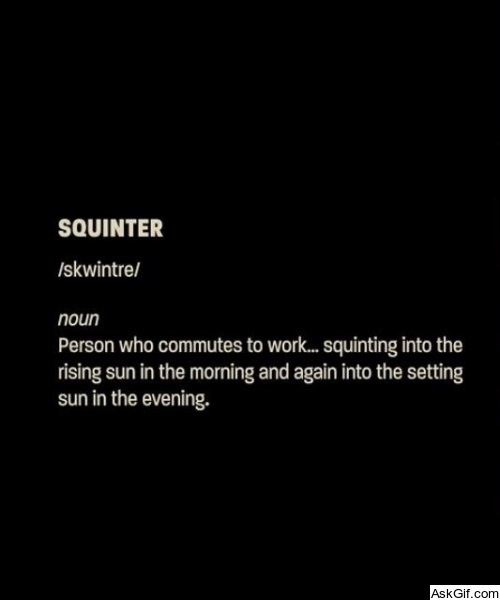 SQUINTER
/skwintre/
noun
Person who commutes to work... squinting into the
rising sun in the morning and again into the setting
sun in the evening.
AskGif.com